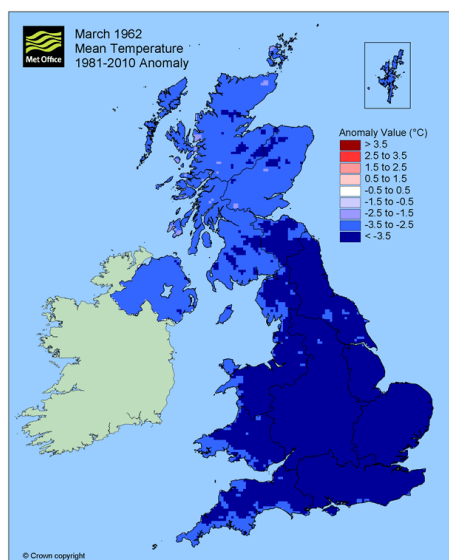 Met Office
March 1962
Mean Temperature
1981-2010 Anomaly
Anomaly Value (°C)
> 3.5
2.5 to 3.5
1.5 to 2.5
0.5 to 1.5
-0.5 to 0.5
-1.5 to -0.5
-2.5 to -1.5
-3.5 to -2.5
< -3.5
© Crown copyright